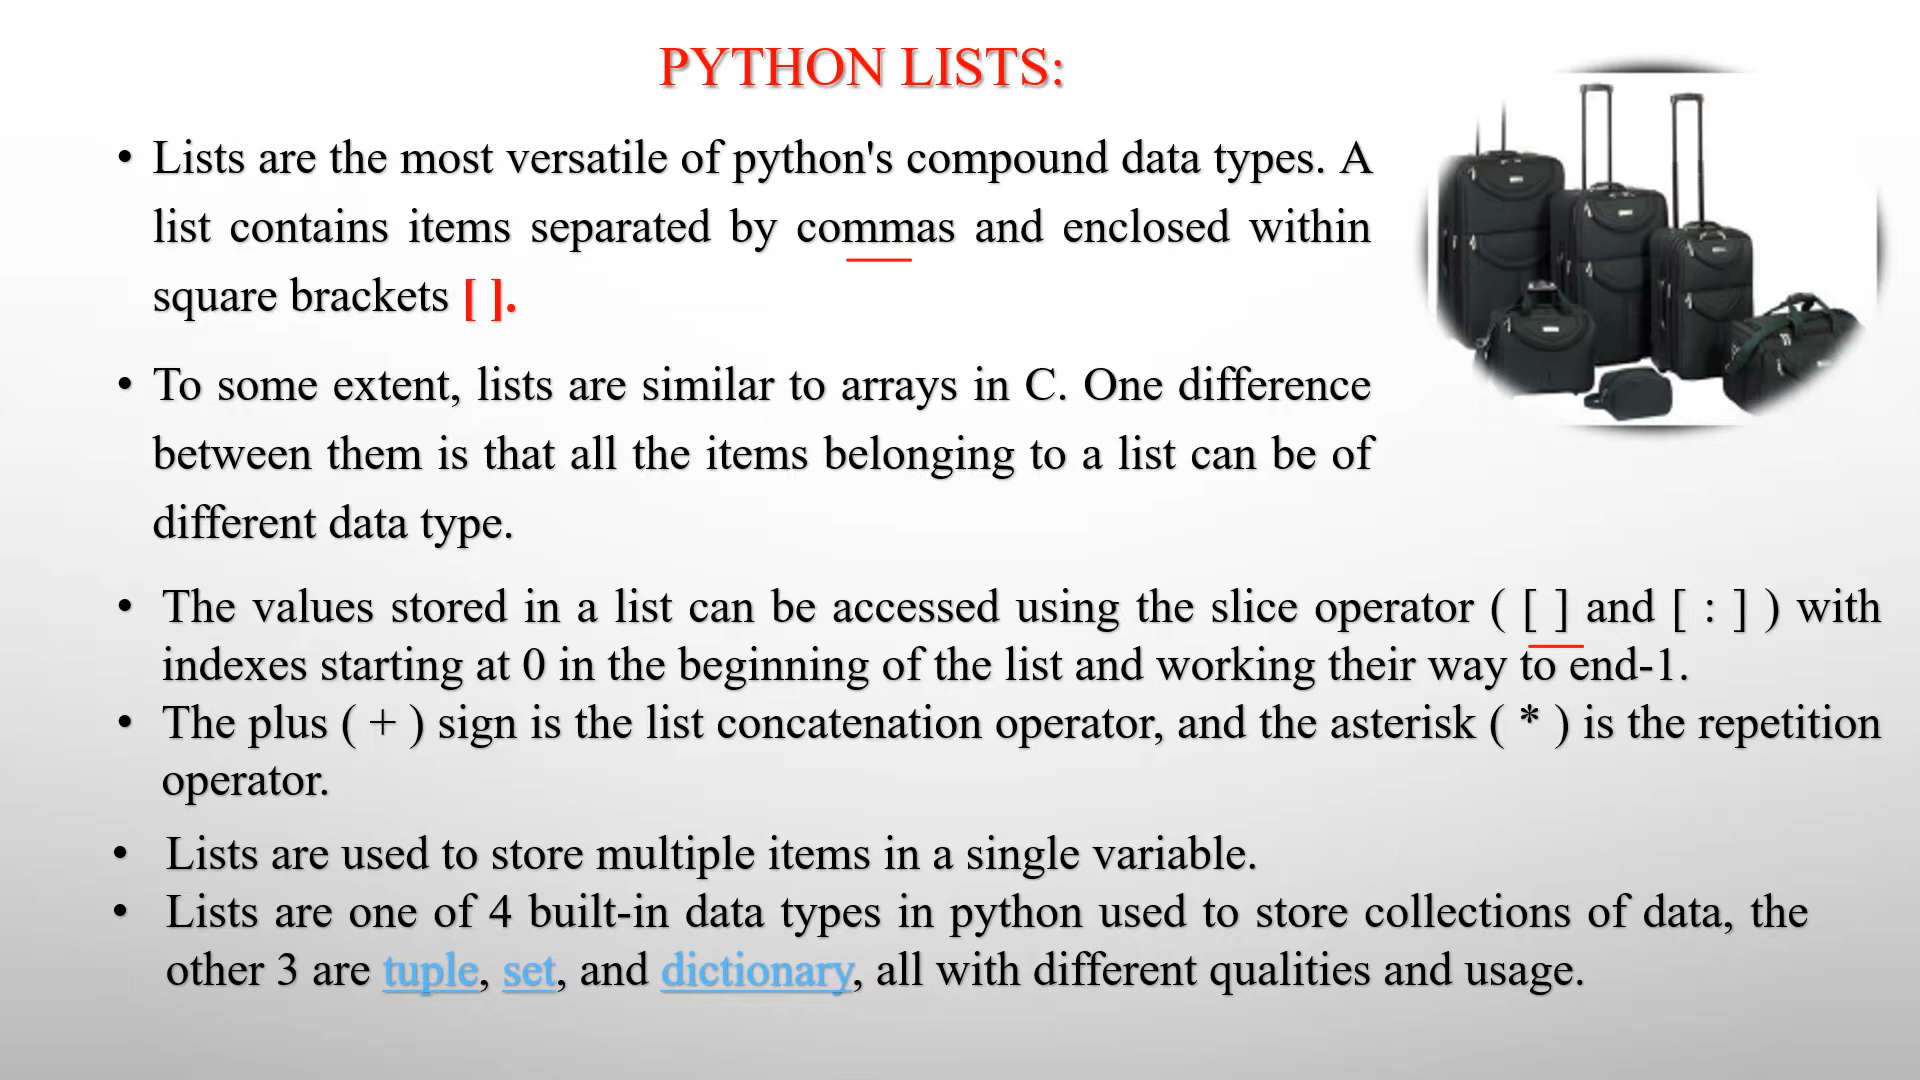 PYTHON LISTS:
• Lists are the most versatile of python's compound data types. A
list contains items separated by commas and enclosed within
square brackets [ ].
• To some extent, lists are similar to arrays in C. One difference
between them is that all the items belonging to a list can be of
different data type.
• The values stored in a list can be accessed using the slice operator ( [ ] and [ : ] ) with
indexes starting at 0 in the beginning of the list and working their way to end-1.
• The plus ( + ) sign is the list concatenation operator, and the asterisk ( * ) is the repetition
operator.
• Lists are used to store multiple items in a single variable.
• Lists are one of 4 built-in data types in python used to store collections of data, the
other 3 are tuple, set, and dictionary, all with different qualities and usage.